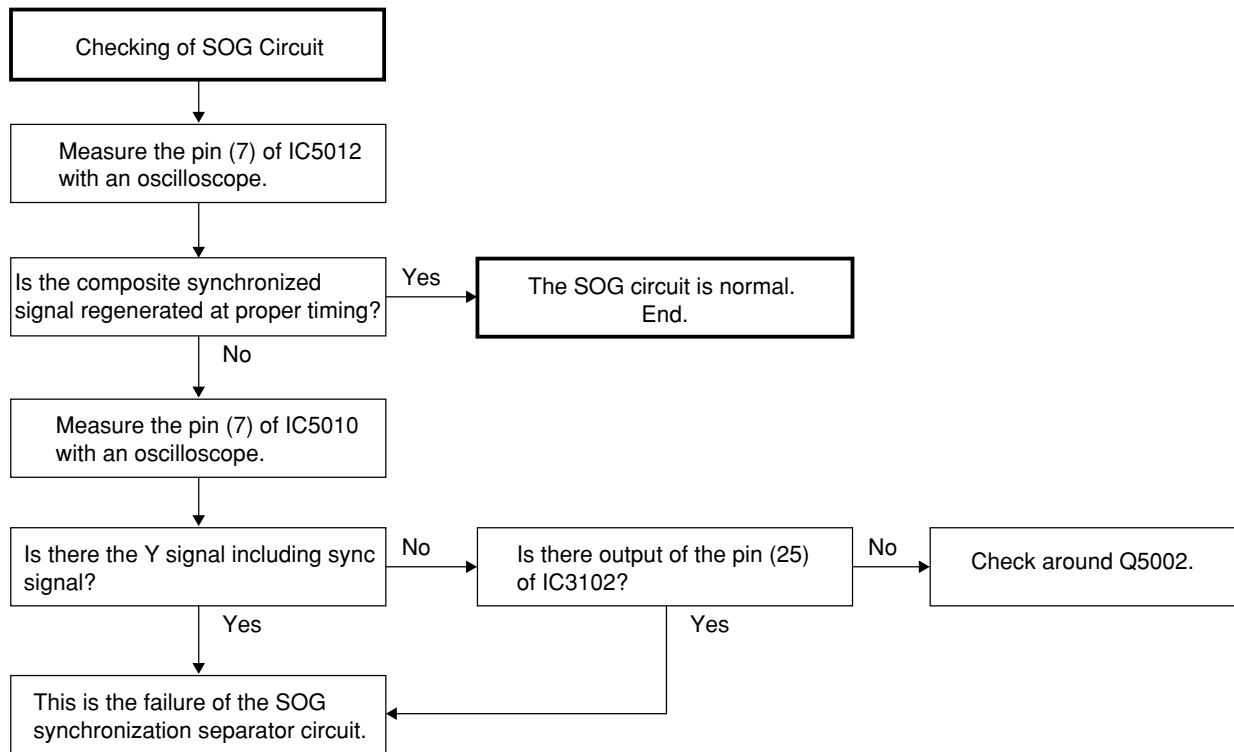 Checking of SOG Circuit
Measure the pin (7) of IC5012
with an oscilloscope.
Is the composite synchronized
signal regenerated at proper timing?
Yes
The SOG circuit is normal.
End.
No
Measure the pin (7) of IC5010
with an oscilloscope.
Is there the Y signal including sync
signal?
No
Is there output of the pin (25)
of IC3102?
No
Check around Q5002.
Yes
Yes
This is the failure of the SOG
synchronization separator circuit.